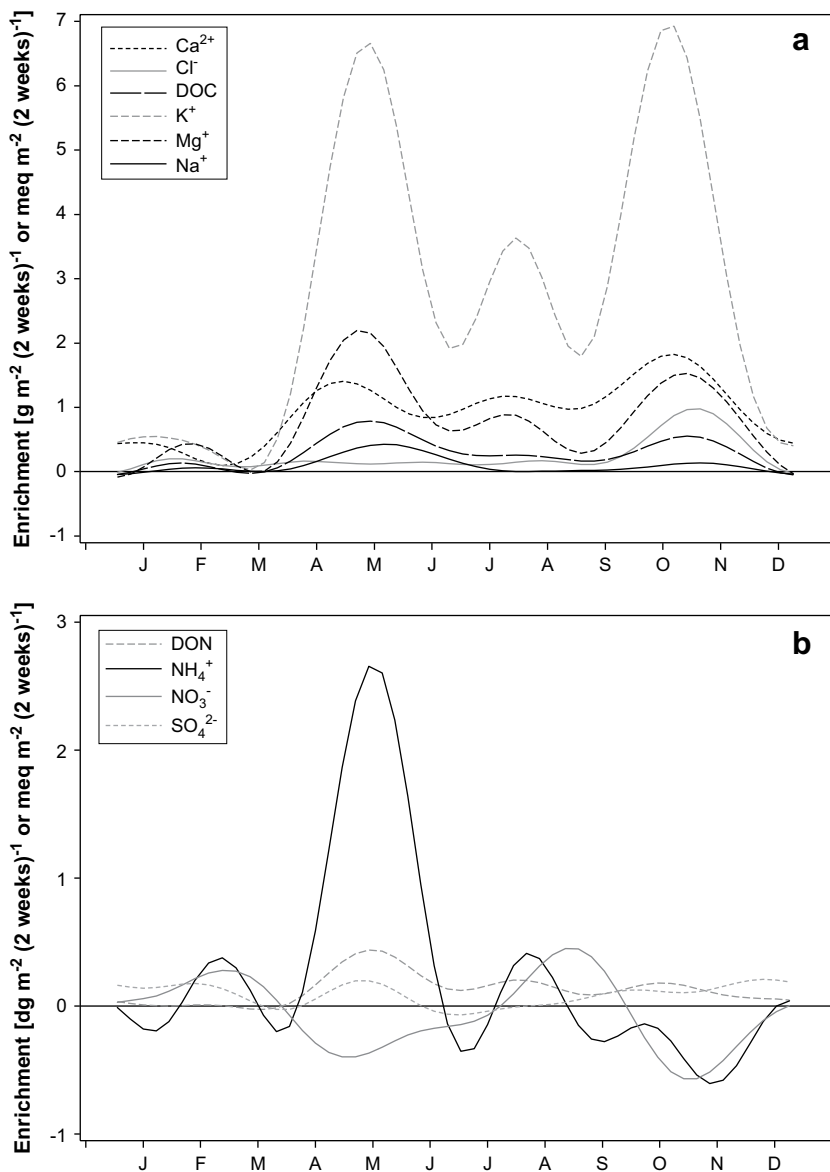 a
Enrichment [g m⁻² (2 weeks)⁻¹ or meq m⁻² (2 weeks)⁻¹]
7
6
5
4
3
2
1
0
-1
Ca²⁺
Cl⁻
DOC
K⁺
Mg⁺
Na⁺
J F M A M J J A S O N D
b
Enrichment [dg m⁻² (2 weeks)⁻¹ or meq m⁻² (2 weeks)⁻¹]
3
2
1
0
-1
DON
NH₄⁺
NO₃⁻
SO₄²⁻
J F M A M J J A S O N D